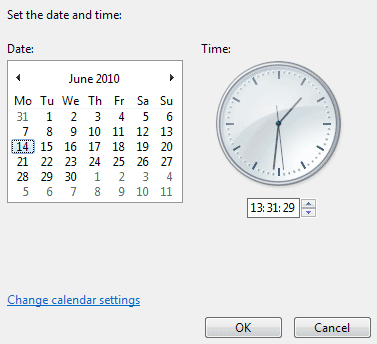 Set the date and time:
Date:
Time:
June 2010
Mo Tu We Th Fr Sa Su
31 1 2 3 4 5 6
7 8 9 10 11 12 13
14 15 16 17 18 19 20
21 22 23 24 25 26 27
28 29 30 1 2 3 4
5 6 7 8 9 10 11
13:31:29
Change calendar settings
OK Cancel